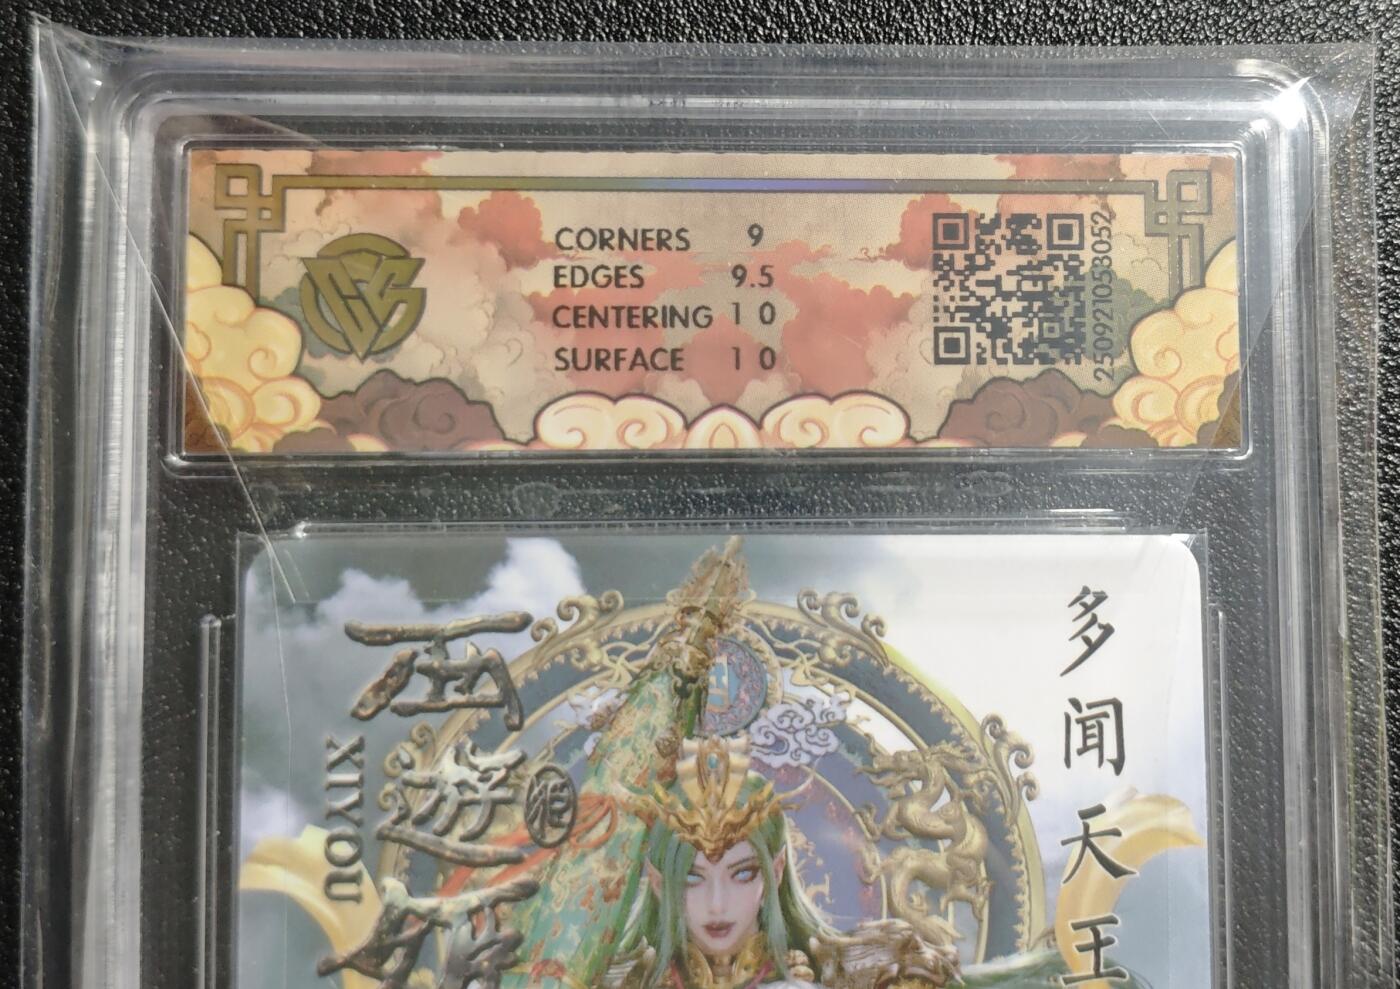 CORNERS 9
EDGES 9.5
CENTERING 10
SURFACE 10
250921053052
西游
XIYOU
多闻天王